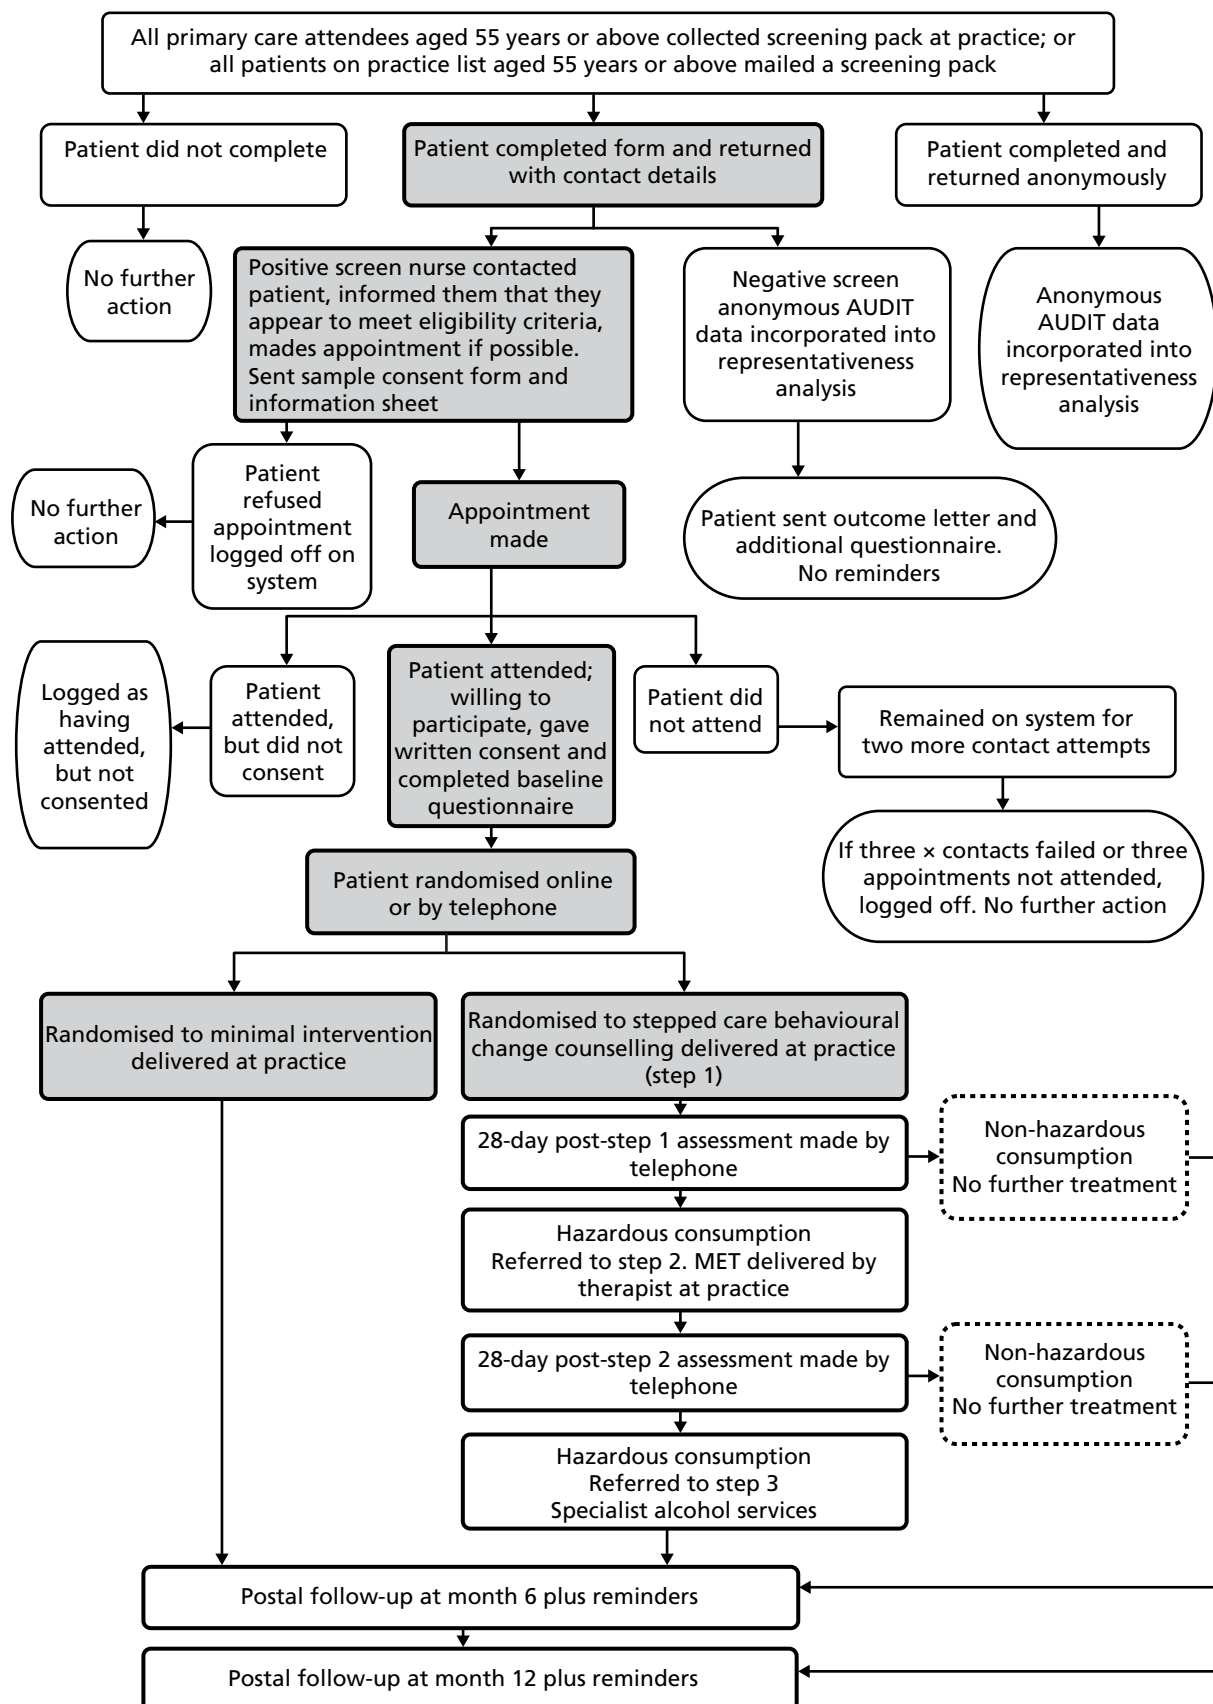 All primary care attendees aged 55 years or above collected screening pack at practice; or
all patients on practice list aged 55 years or above mailed a screening pack
Patient did not complete
Patient completed form and returned
with contact details
Patient completed and
returned anonymously
No further
action
Positive screen nurse contacted
patient, informed them that they
appear to meet eligibility criteria,
mades appointment if possible.
Sent sample consent form and
information sheet
Negative screen
anonymous AUDIT
data incorporated into
representativeness
analysis
Anonymous
AUDIT data
incorporated into
representativeness
analysis
No further
action
Patient
refused
appointment
logged off on
system
Appointment
made
Patient sent outcome letter and
additional questionnaire.
No reminders
Logged as
having
attended,
but not
consented
Patient
attended,
but did not
consent
Patient attended;
willing to
participate, gave
written consent and
completed baseline
questionnaire
Patient did
not attend
Remained on system for
two more contact attempts
If three × contacts failed or three
appointments not attended,
logged off. No further action
Patient randomised online
or by telephone
Randomised to minimal intervention
delivered at practice
Randomised to stepped care behavioural
change counselling delivered at practice
(step 1)
28-day post-step 1 assessment made by
telephone
Non-hazardous
consumption
No further treatment
Hazardous consumption
Referred to step 2. MET delivered by
therapist at practice
28-day post-step 2 assessment made by
telephone
Non-hazardous
consumption
No further treatment
Hazardous consumption
Referred to step 3
Specialist alcohol services
Postal follow-up at month 6 plus reminders
Postal follow-up at month 12 plus reminders